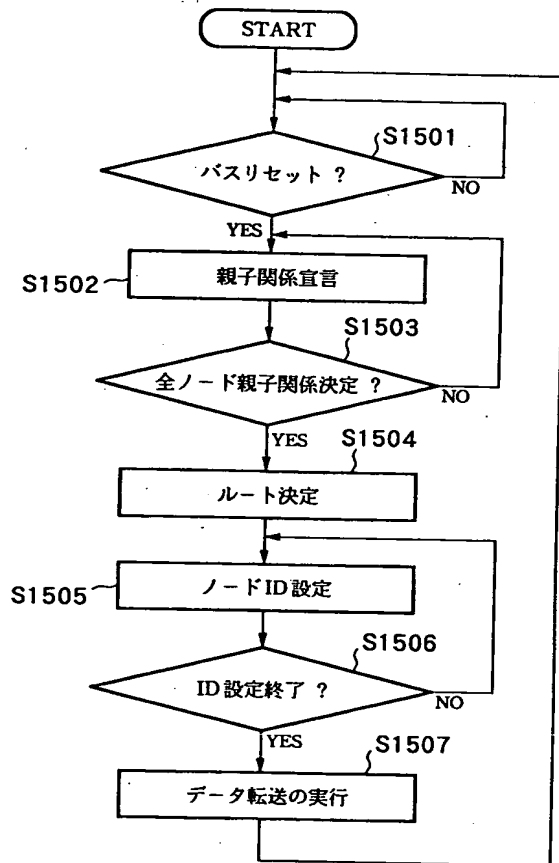 START
S1501
バスリセット ?
NO
YES
S1502
親子関係宣言
S1503
全ノード親子関係決定 ?
NO
YES
S1504
ルート決定
S1505
ノードID設定
S1506
ID設定終了 ?
NO
YES
S1507
データ転送の実行